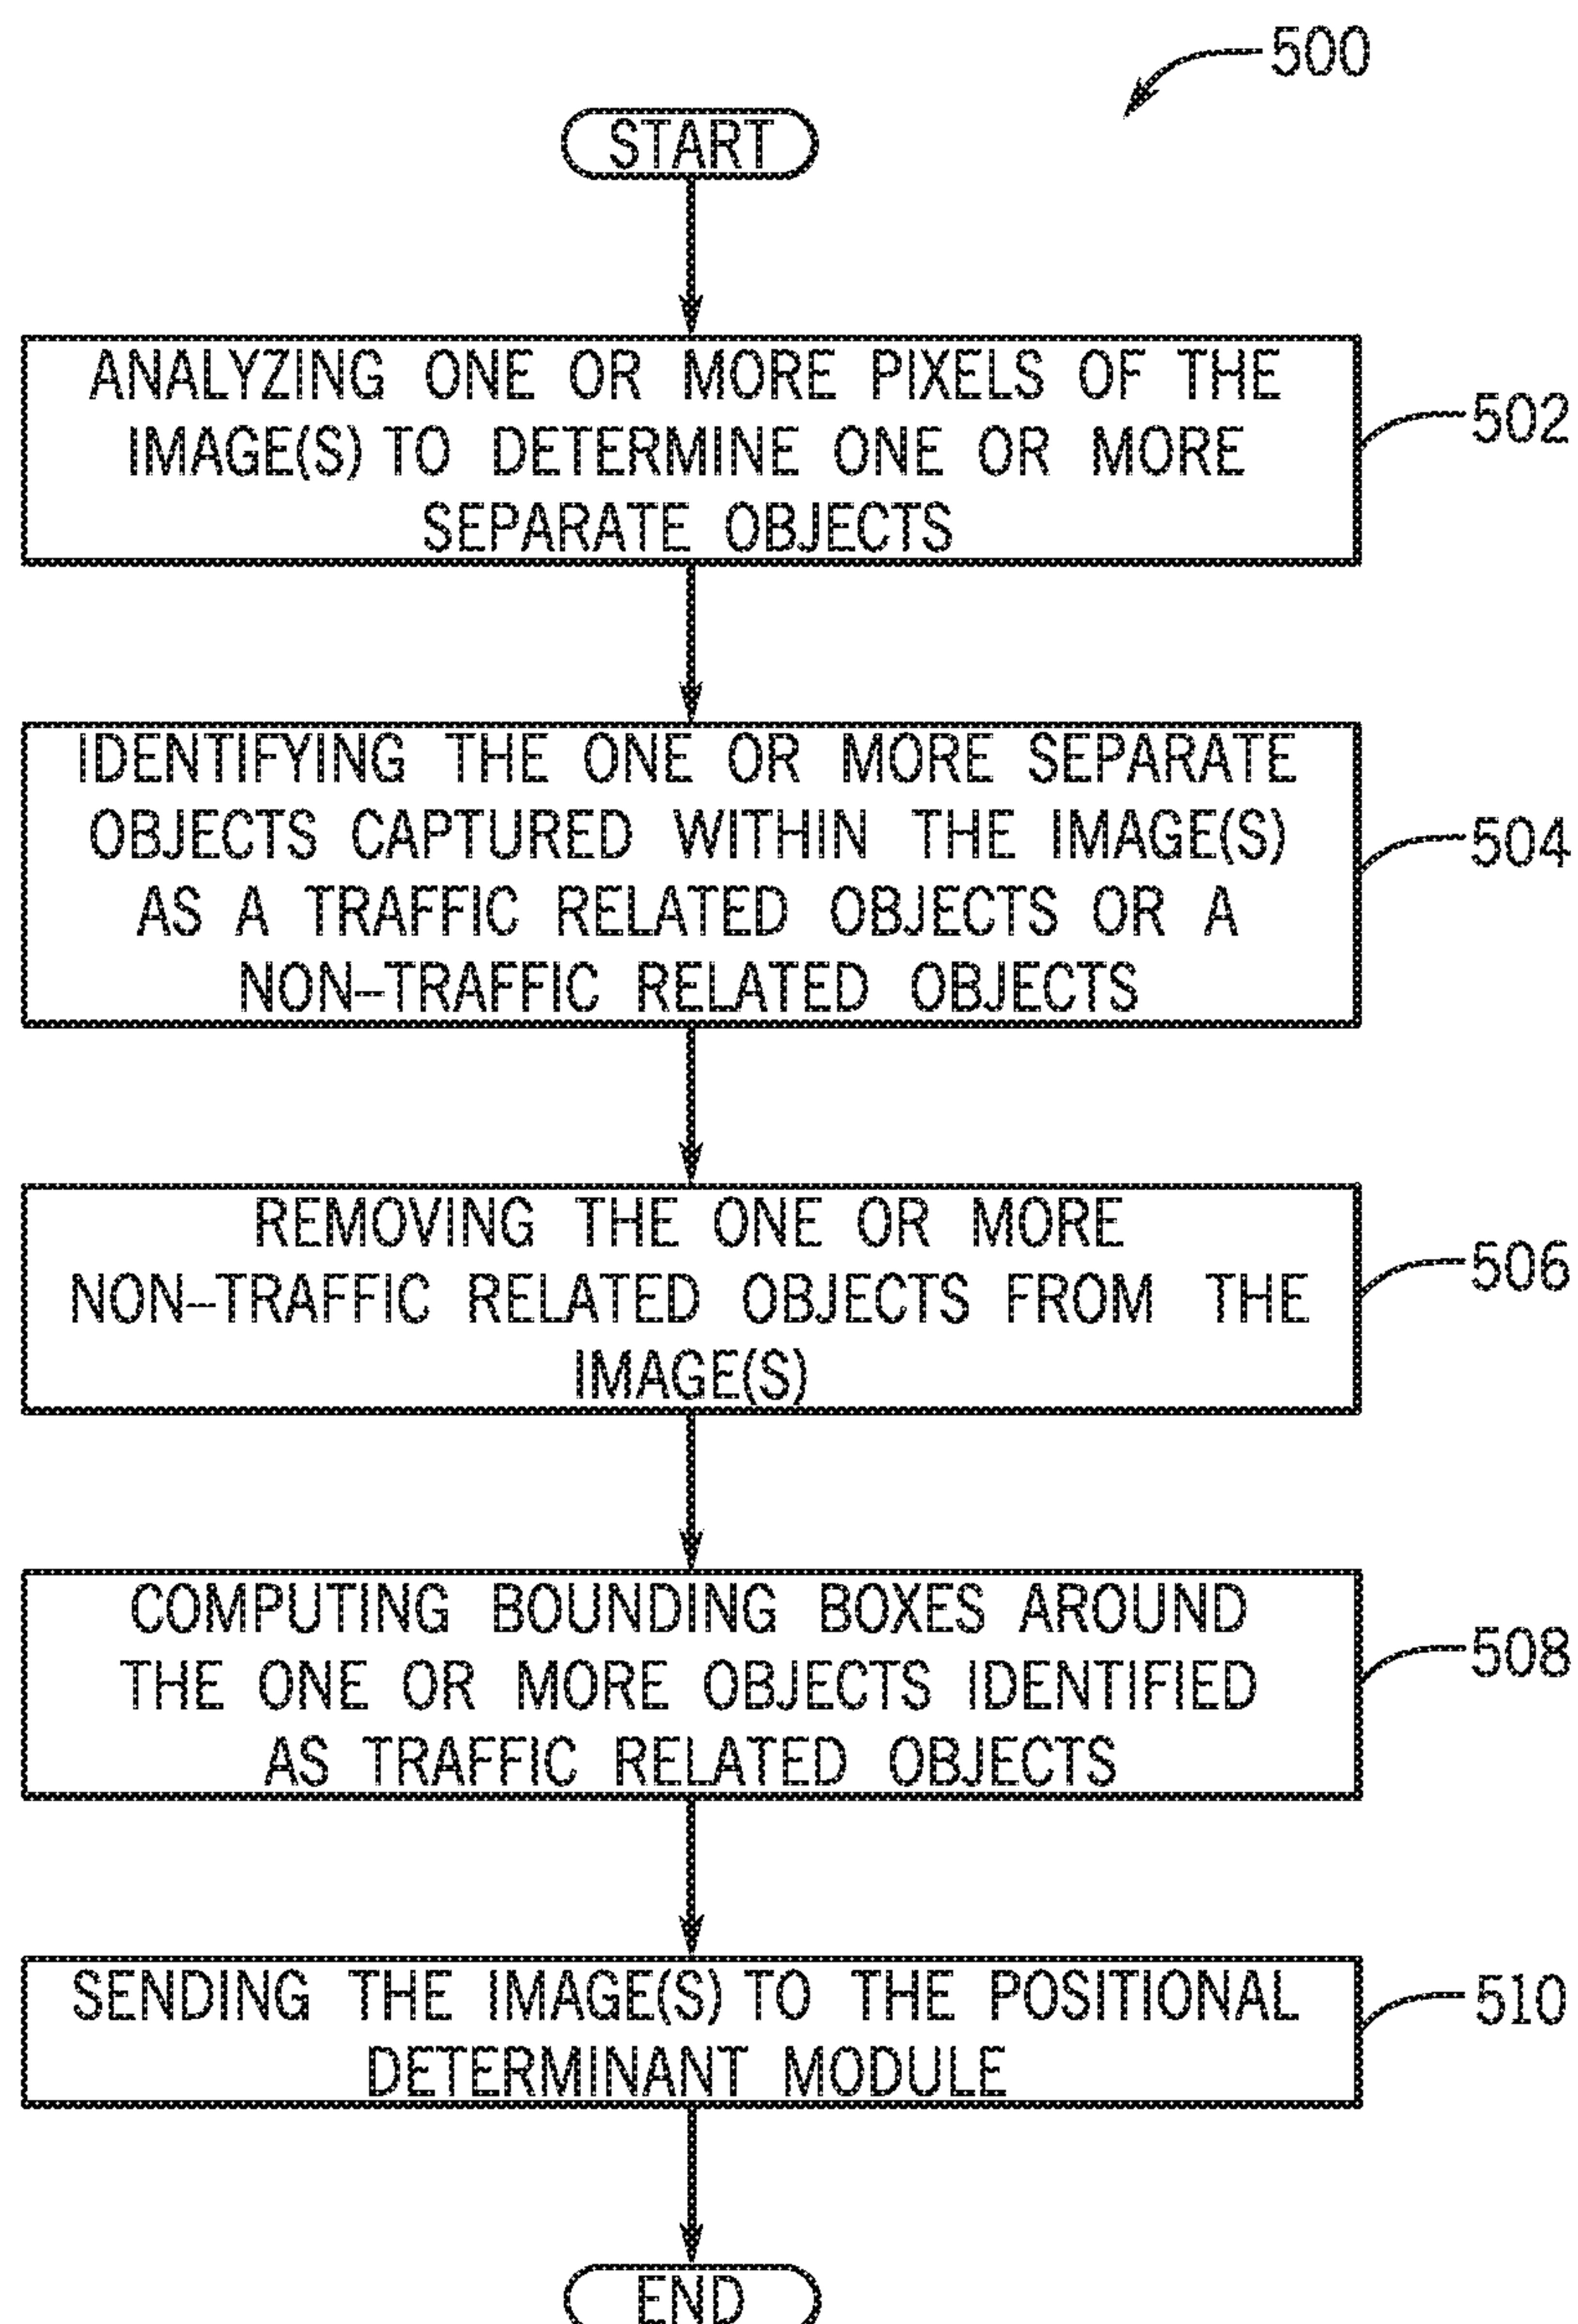 500
START
ANALYZING ONE OR MORE PIXELS OF THE
IMAGE(S) TO DETERMINE ONE OR MORE
SEPARATE OBJECTS
502
IDENTIFYING THE ONE OR MORE SEPARATE
OBJECTS CAPTURED WITHIN THE IMAGE(S)
AS A TRAFFIC RELATED OBJECTS OR A
NON-TRAFFIC RELATED OBJECTS
504
REMOVING THE ONE OR MORE
NON-TRAFFIC RELATED OBJECTS FROM THE
IMAGE(S)
506
COMPUTING BOUNDING BOXES AROUND
THE ONE OR MORE OBJECTS IDENTIFIED
AS TRAFFIC RELATED OBJECTS
508
SENDING THE IMAGE(S) TO THE POSITIONAL
DETERMINANT MODULE
510
END